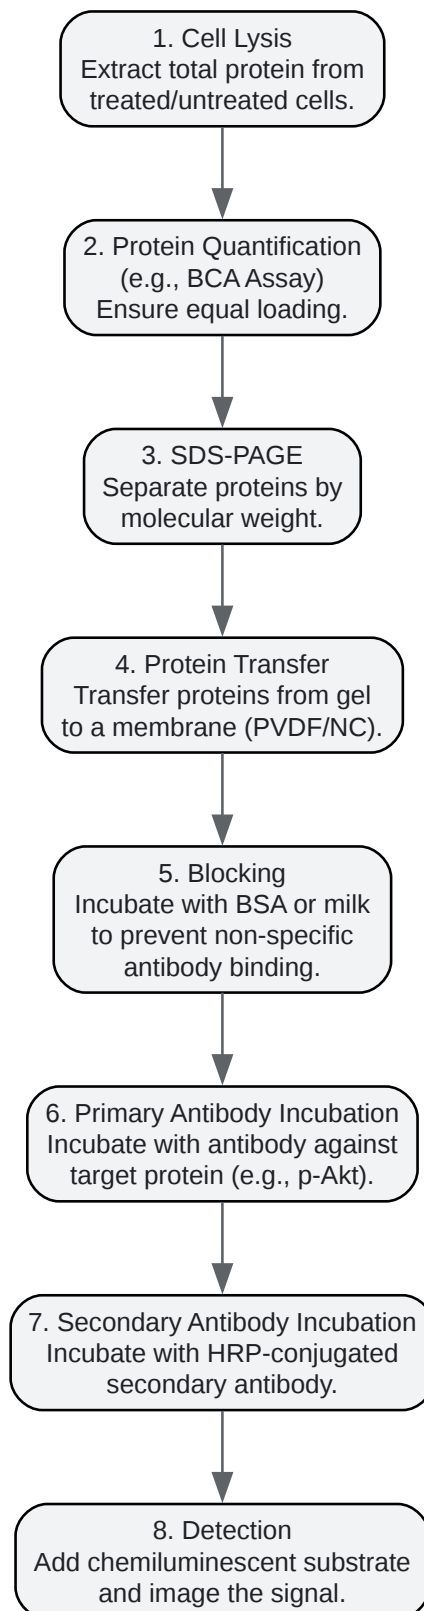 1. Cell Lysis
Extract total protein from
treated/untreated cells.
2. Protein Quantification
(e.g., BCA Assay)
Ensure equal loading.
3. SDS-PAGE
Separate proteins by
molecular weight.
4. Protein Transfer
Transfer proteins from gel
to a membrane (PVDF/NC).
5. Blocking
Incubate with BSA or milk
to prevent non-specific
antibody binding.
6. Primary Antibody Incubation
Incubate with antibody against
target protein (e.g., p-Akt).
7. Secondary Antibody Incubation
Incubate with HRP-conjugated
secondary antibody.
8. Detection
Add chemiluminescent substrate
and image the signal.